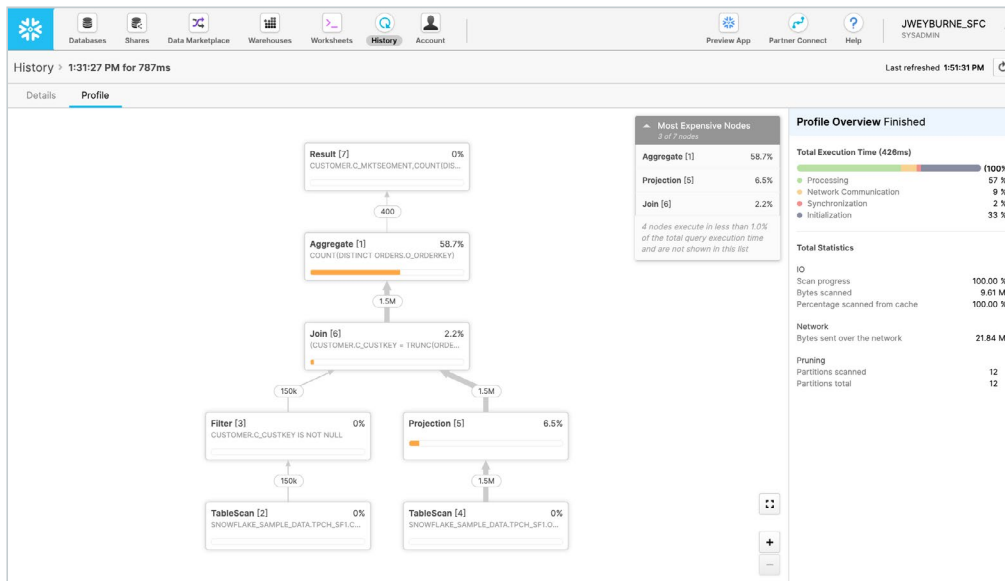 Databases
Shares
Data Marketplace
Warehouses
Worksheets
History
Account
Preview App
Partner Connect
Help
JWEYBURNE_SFC
SYSADMIN
History > 1:31:27 PM for 787ms
Last refreshed 1:51:31 PM
Details
Profile
Result [7] 0%
CUSTOMER.C_MKTSEGMENT,COUNT(DIS...
400
Aggregate [1] 58.7%
COUNT(DISTINCT ORDERS.O_ORDERKEY)
1.5M
Join [6] 2.2%
(CUSTOMER.C_CUSTKEY = TRUNC(ORDE...
150k
1.5M
Filter [3] 0%
CUSTOMER.C_CUSTKEY IS NOT NULL
Projection [5] 6.5%
150k
1.5M
TableScan [2] 0%
SNOWFLAKE_SAMPLE_DATA.TPCH_SF1.C...
TableScan [4] 0%
SNOWFLAKE_SAMPLE_DATA.TPCH_SF1.O...
Most Expensive Nodes
3 of 7 nodes
Aggregate [1] 58.7%
Projection [5] 6.5%
Join [6] 2.2%
4 nodes execute in less than 1.0%
of the total query execution time
and are not shown in this list
+
−
Profile Overview Finished
Total Execution Time (426ms)
(100%
Processing 57 %
Network Communication 9 %
Synchronization 2 %
Initialization 33 %
Total Statistics
IO
Scan progress 100.00 %
Bytes scanned 9.61 M
Percentage scanned from cache 100.00 %
Network
Bytes sent over the network 21.84 M
Pruning
Partitions scanned 12
Partitions total 12